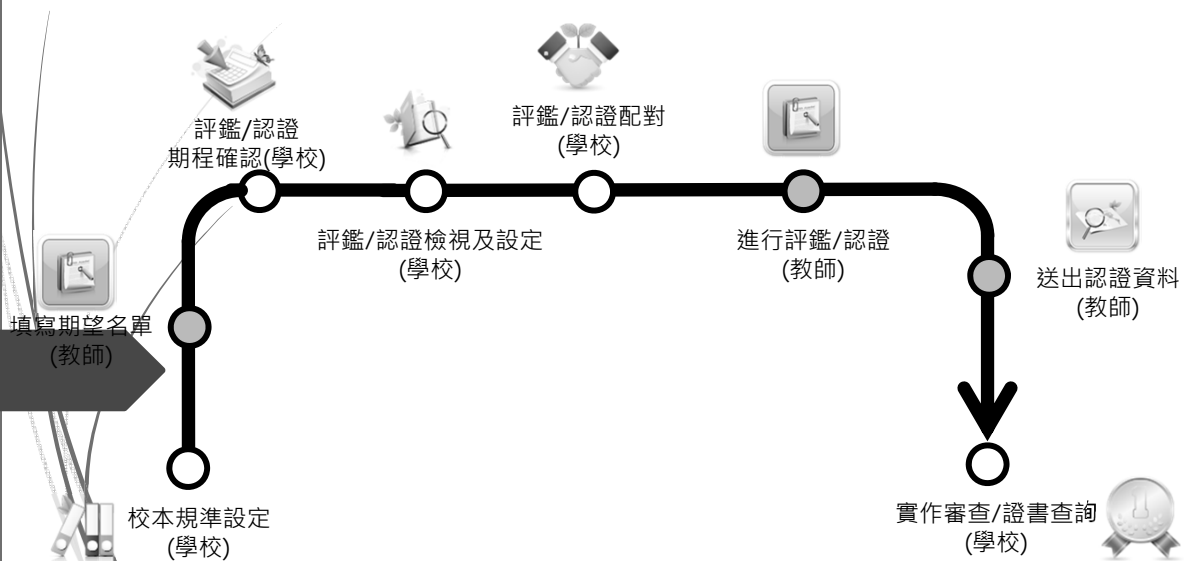 評鑑/認證
期程確認(學校)
評鑑/認證配對
(學校)
評鑑/認證檢視及設定
(學校)
進行評鑑/認證
(教師)
送出認證資料
(教師)
填寫期望名單
(教師)
校本規準設定
(學校)
實作審查/證書查詢
(學校)